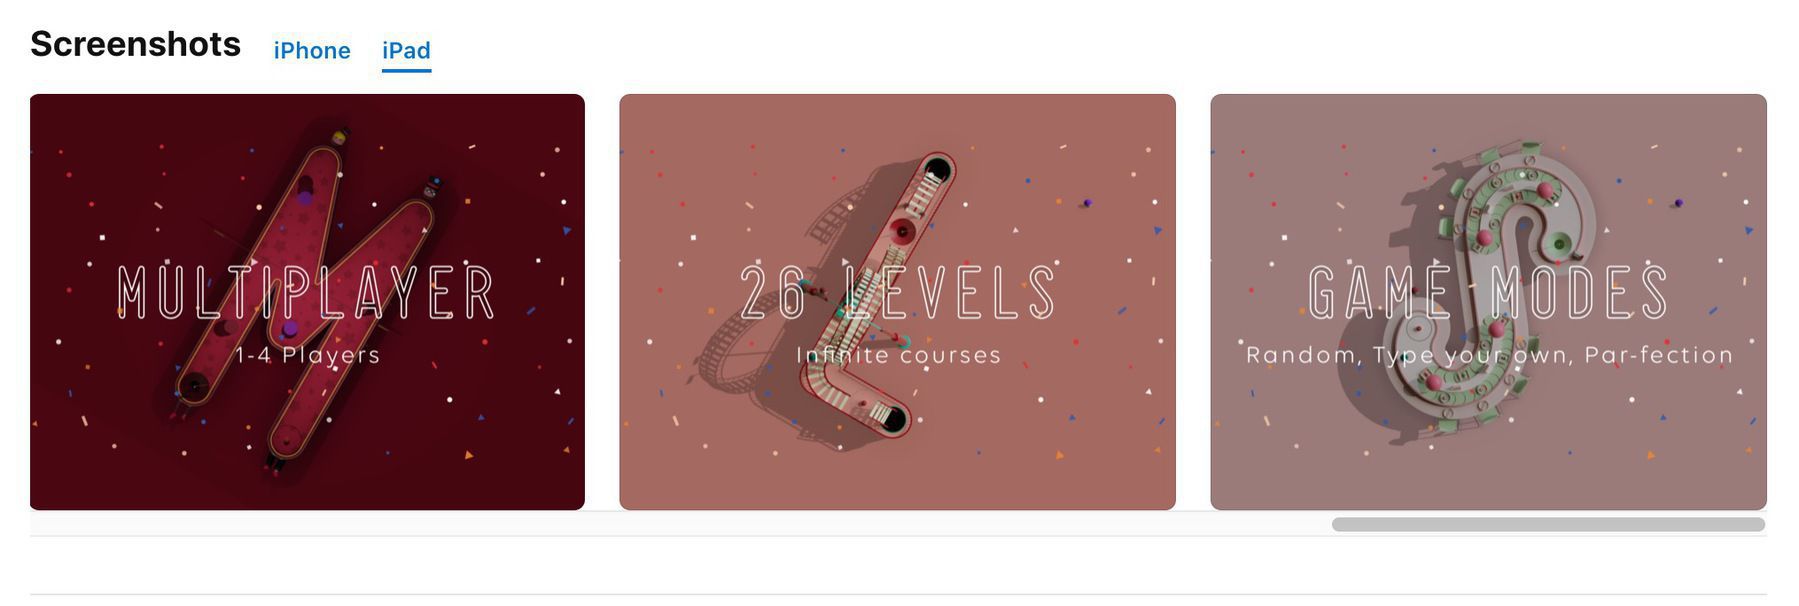 Screenshots iPhone iPad
MULTIPLAYER
1-4 Players
26 LEVELS
Infinite courses
GAME MODES
Random, Type your own, Par-fection